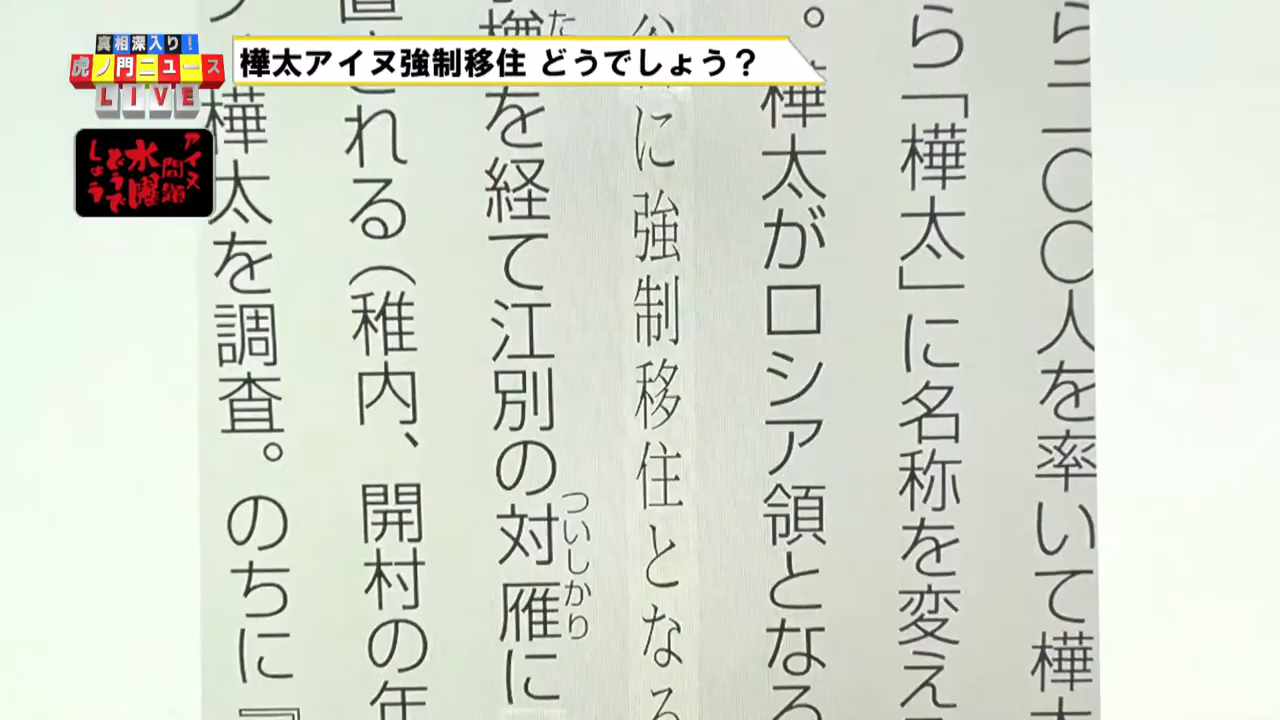 真相深入り!
虎ノ門ニュース
LIVE
樺太アイヌ強制移住 どうでしょう?
アイヌ
問題
水曜
どうで
しょう
ら二〇〇人を率いて樺太
ら「樺太」に名称を変え
。樺太がロシア領となる
に強制移住となる
を経て江別の対雁に
ついしかり
される(稚内、開村の年
樺太を調査。のちに『